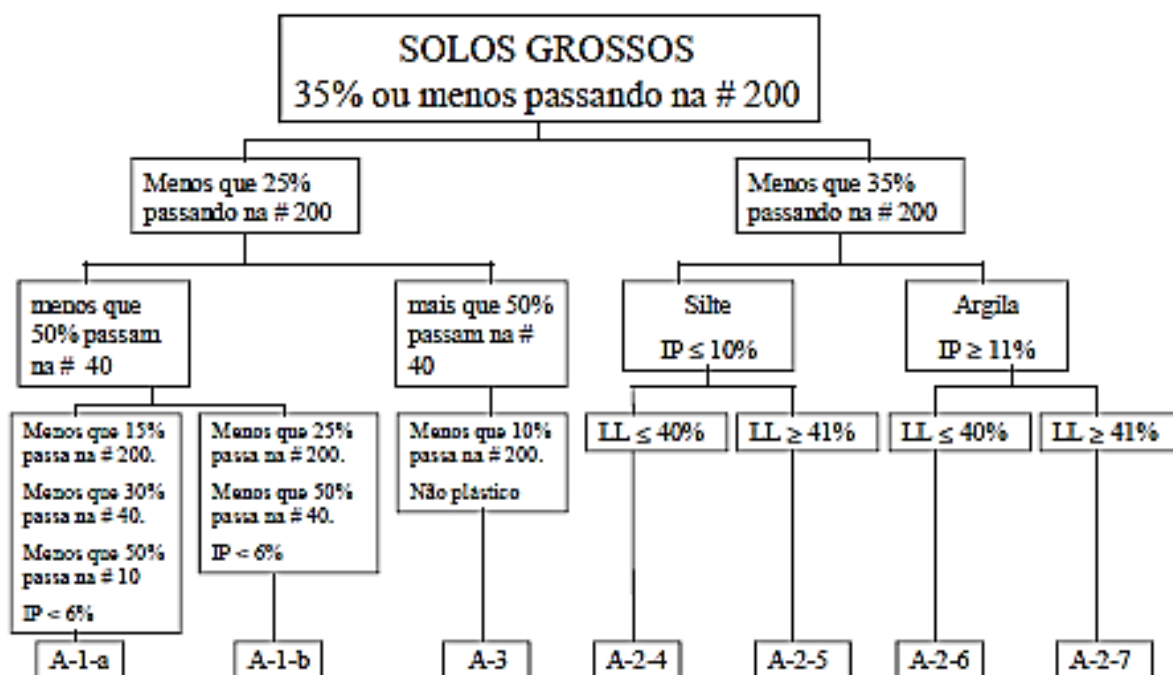 SOLOS GROSSOS
35% ou menos passando na # 200
Menos que 25%
passando na # 200
Menos que 35%
passando na # 200
menos que
50% passam
na # 40
mais que 50%
passam na #
40
Silte
IP ≤ 10%
Argila
IP ≥ 11%
Menos que 15%
passa na # 200.
Menos que 30%
passa na # 40.
Menos que 50%
passa na # 10
IP < 6%
Menos que 25%
passa na # 200.
Menos que 50%
passa na # 40.
IP < 6%
Menos que 10%
passa na # 200.
Não plástico
LL ≤ 40%
LL ≥ 41%
LL ≤ 40%
LL ≥ 41%
A-1-a
A-1-b
A-3
A-2-4
A-2-5
A-2-6
A-2-7